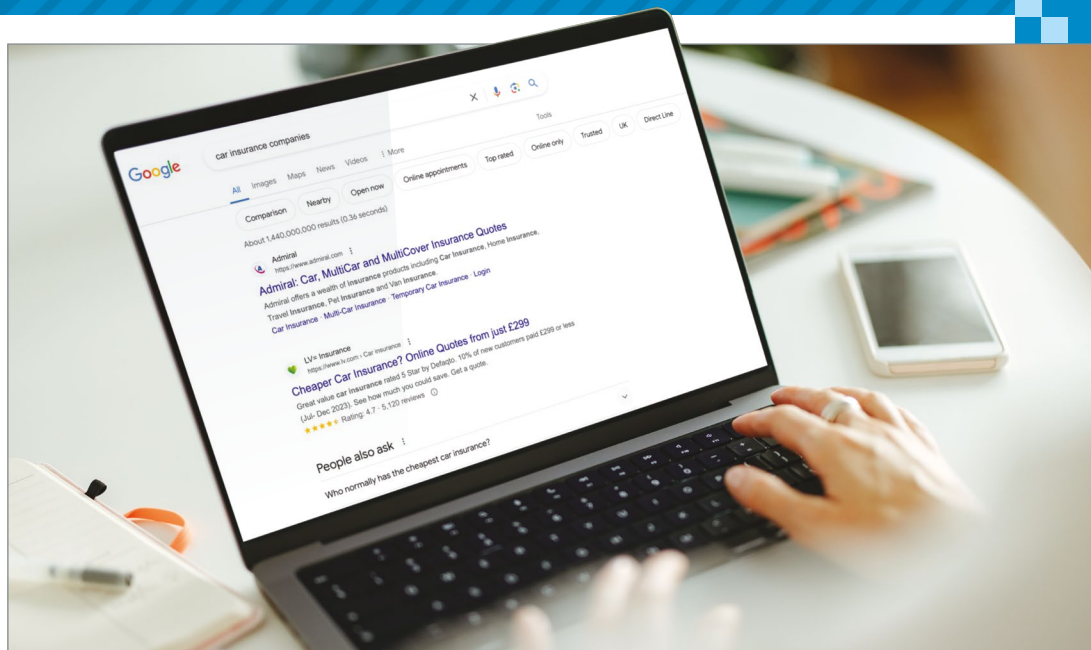 Google
car insurance companies
All Images Maps News Videos More
Tools
Comparison Nearby Open now Online appointments Top rated Online only Trusted UK Direct Line
About 1,440,000,000 results (0.36 seconds)
Admiral
https://www.admiral.com
Admiral: Car, MultiCar and MultiCover Insurance Quotes
Admiral offers a wealth of insurance products including Car Insurance, Home Insurance,
Travel Insurance, Pet Insurance and Van Insurance.
Car Insurance · Multi-Car Insurance · Temporary Car Insurance · Login
LV= Insurance
https://www.lv.com › Car insurance
Cheaper Car Insurance? Online Quotes from just £299
Great value car insurance rated 5 Star by Defaqto. 10% of new customers paid £299 or less
(Jul- Dec 2023). See how much you could save. Get a quote.
Rating: 4.7 · 5,120 reviews
People also ask
Who normally has the cheapest car insurance?